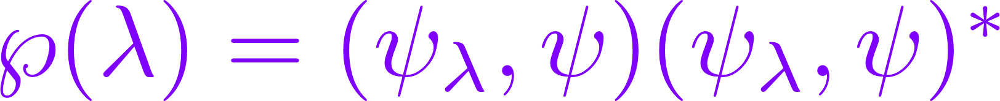 ℘(λ) = (ψ_λ, ψ)(ψ_λ, ψ)*